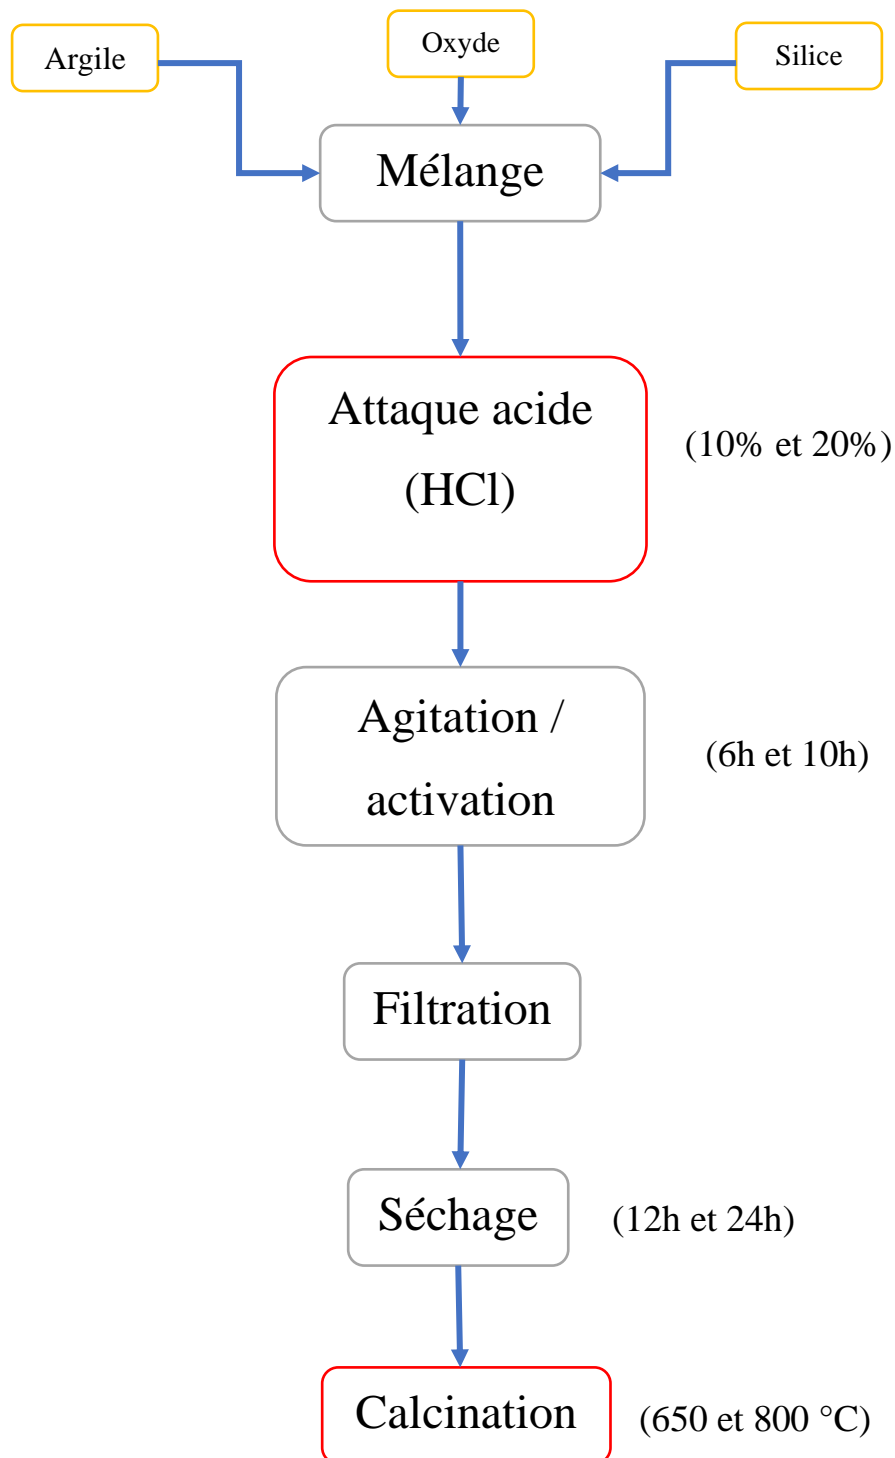 Argile
Oxyde
Silice
Mélange
Attaque acide
(HCl)
(10% et 20%)
Agitation /
activation
(6h et 10h)
Filtration
Séchage
(12h et 24h)
Calcination
(650 et 800 °C)